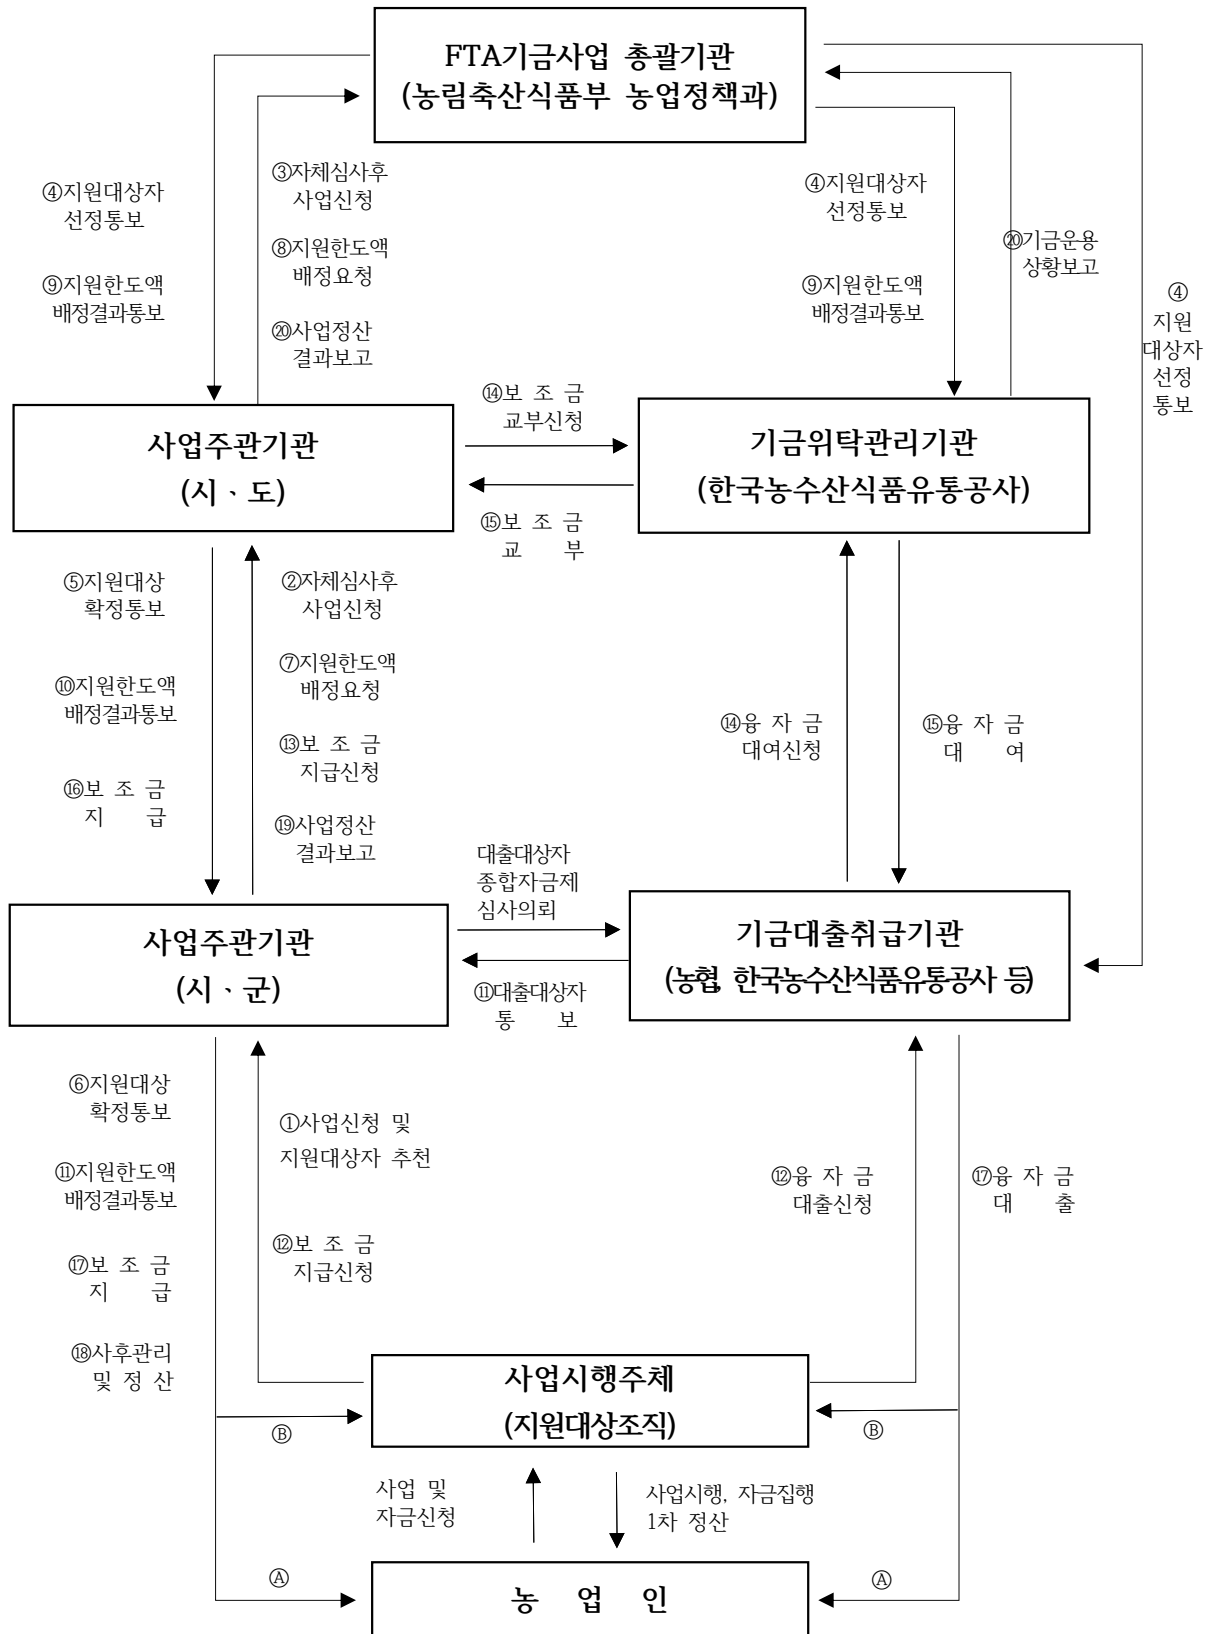 FTA기금사업 총괄기관
(농림축산식품부 농업정책과)
③자체심사후
사업신청
④지원대상자
선정통보
④지원대상자
선정통보
⑧지원한도액
배정요청
⑳기금운용
상황보고
⑨지원한도액
배정결과통보
⑨지원한도액
배정결과통보
④
지원
대상자
선정
통보
⑳사업정산
결과보고
⑭보 조 금
교부신청
사업주관기관
(시ㆍ도)
기금위탁관리기관
(한국농수산식품유통공사)
⑮보 조 금
교 부
⑤지원대상
확정통보
②자체심사후
사업신청
⑦지원한도액
배정요청
⑩지원한도액
배정결과통보
⑭융 자 금
대여신청
⑮융 자 금
대 여
⑬보 조 금
지급신청
⑯보 조 금
지 급
⑲사업정산
결과보고
대출대상자
종합자금제
심사의뢰
사업주관기관
(시ㆍ군)
기금대출취급기관
(농협, 한국농수산식품유통공사 등)
⑪대출대상자
통 보
⑥지원대상
확정통보
①사업신청 및
지원대상자 추천
⑪지원한도액
배정결과통보
⑫융 자 금
대출신청
⑰융 자 금
대 출
⑫보 조 금
지급신청
⑰보 조 금
지 급
⑱사후관리
및 정 산
사업시행주체
(지원대상조직)
Ⓑ
Ⓑ
사업 및
자금신청
사업시행, 자금집행
1차 정산
Ⓐ
Ⓐ
농 업 인